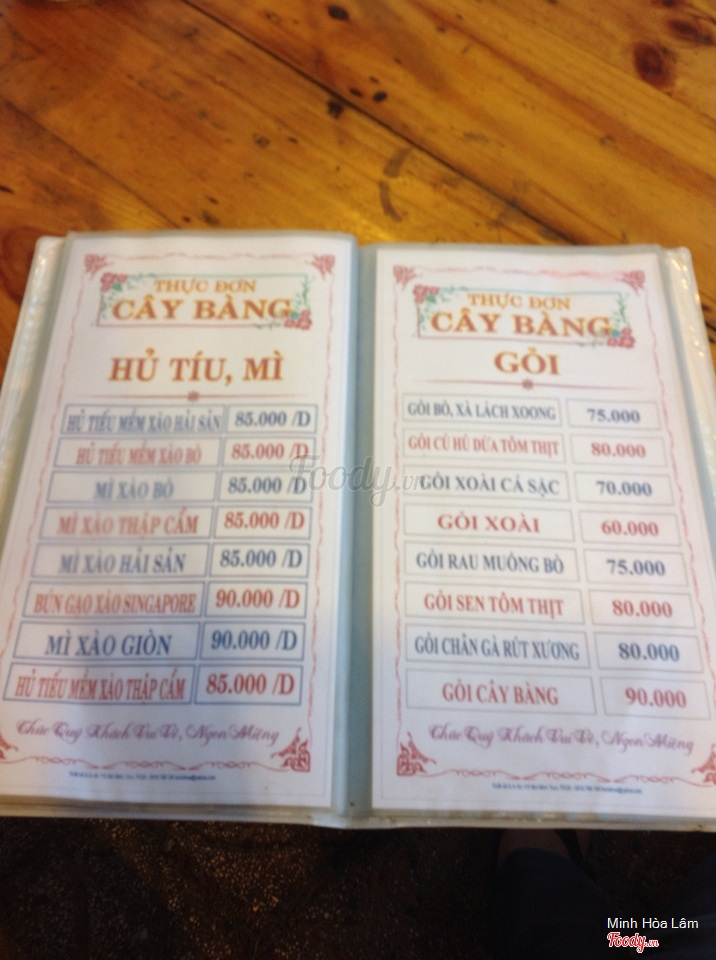 THỰC ĐƠN
CÂY BÀNG
HỦ TÍU, MÌ
HỦ TIẾU MỀM XÀO HẢI SẢN 85.000 /D
HỦ TIẾU MỀM XÀO BÒ 85.000 /D
MÌ XÀO BÒ 85.000 /D
MÌ XÀO THẬP CẨM 85.000 /D
MÌ XÀO HẢI SẢN 85.000 /D
BÚN GẠO XÀO SINGAPORE 90.000 /D
MÌ XÀO GIÒN 90.000 /D
HỦ TIẾU MỀM XÀO THẬP CẨM 85.000 /D
Chúc Quý Khách Vui Vẻ, Ngon Miệng
THỰC ĐƠN
CÂY BÀNG
GỎI
GỎI BÒ, XÀ LÁCH XOONG 75.000
GỎI CỦ HỦ DỪA TÔM THỊT 80.000
GỎI XOÀI CÁ SẶC 70.000
GỎI XOÀI 60.000
GỎI RAU MUỐNG BÒ 75.000
GỎI SEN TÔM THỊT 80.000
GỎI CHÂN GÀ RÚT XƯƠNG 80.000
GỎI CÂY BÀNG 90.000
Chúc Quý Khách Vui Vẻ, Ngon Miệng
Foody.vn
Minh Hòa Lâm
Foody.vn